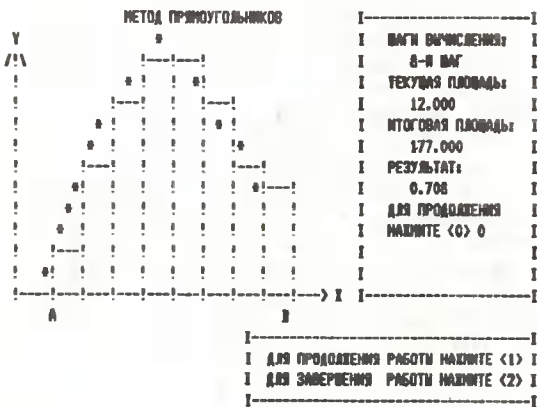 МЕТОД ПРЯМОУГОЛЬНИКОВ
Y
X
A
B
ШАГИ ВЫЧИСЛЕНИЯ:
8-Й ШАГ
ТЕКУЩАЯ ПЛОЩАДЬ:
12.000
ИТОГОВАЯ ПЛОЩАДЬ:
177.000
РЕЗУЛЬТАТ:
0.708
ДЛЯ ПРОДОЛЖЕНИЯ
НАЖМИТЕ <0> 0
ДЛЯ ПРОДОЛЖЕНИЯ РАБОТЫ НАЖМИТЕ <1>
ДЛЯ ЗАВЕРШЕНИЯ РАБОТЫ НАЖМИТЕ <2>